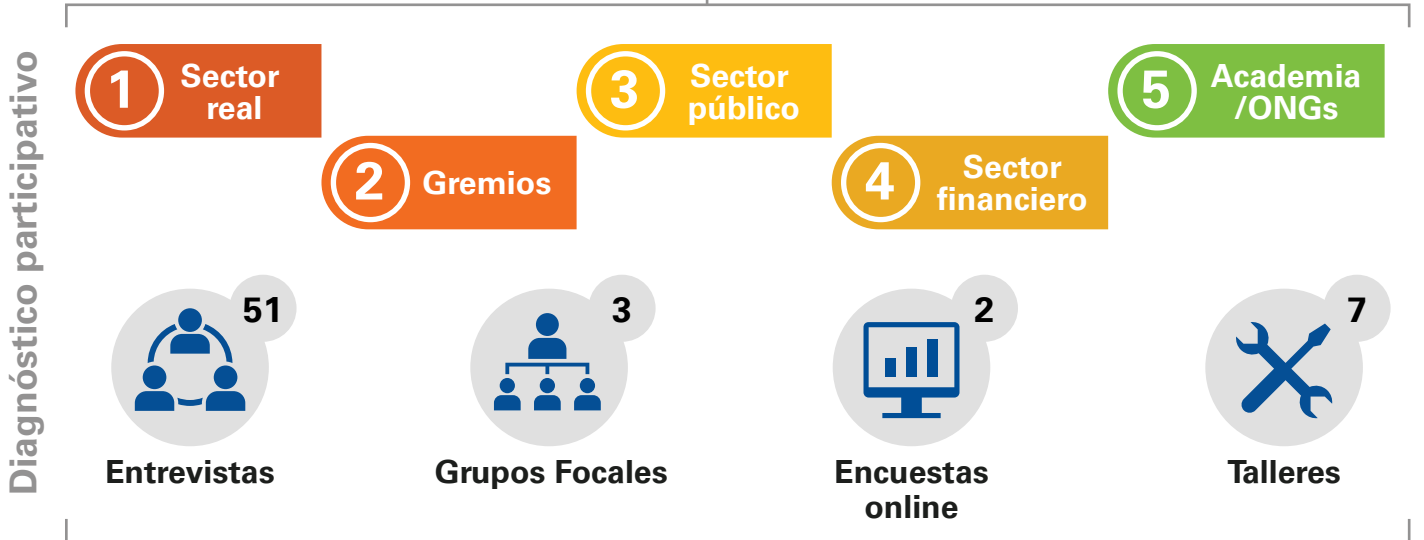 Diagnóstico participativo
1
Sector
real
2
Gremios
3
Sector
público
4
Sector
financiero
5
Academia
/ONGs
51
Entrevistas
3
Grupos Focales
2
Encuestas
online
7
Talleres